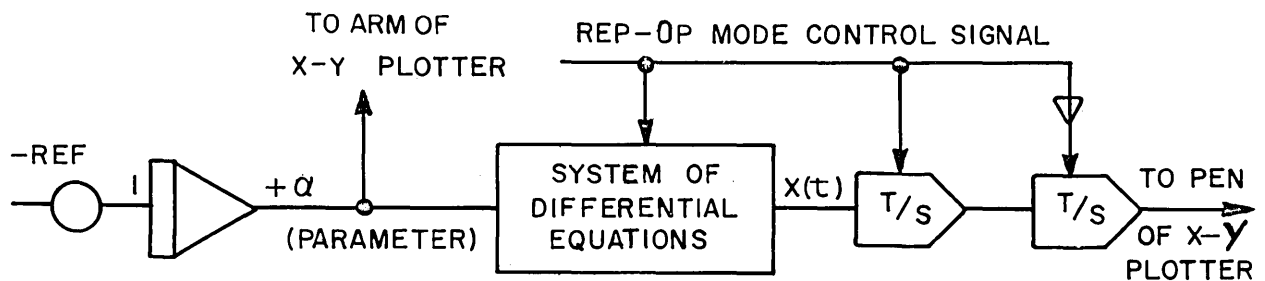 TO ARM OF
X-Y PLOTTER
REP-OP MODE CONTROL SIGNAL
-REF
1
+α
(PARAMETER)
SYSTEM OF
DIFFERENTIAL
EQUATIONS
X(t)
T/S
T/S
TO PEN
OF X-Y
PLOTTER